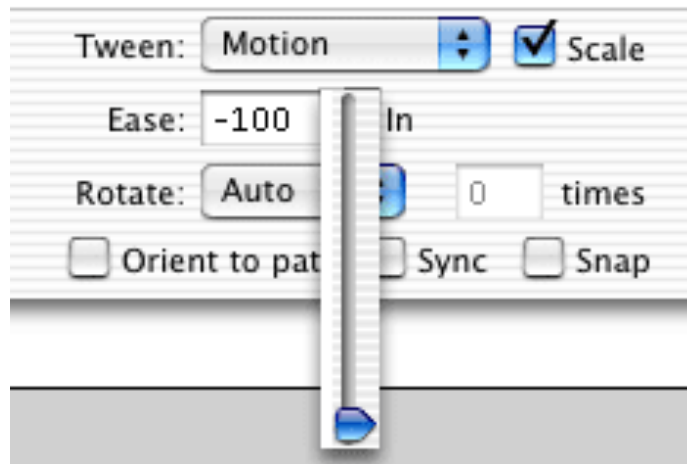 Tween: Motion Scale
Ease: -100 In
Rotate: Auto 0 times
Orient to pat Sync Snap